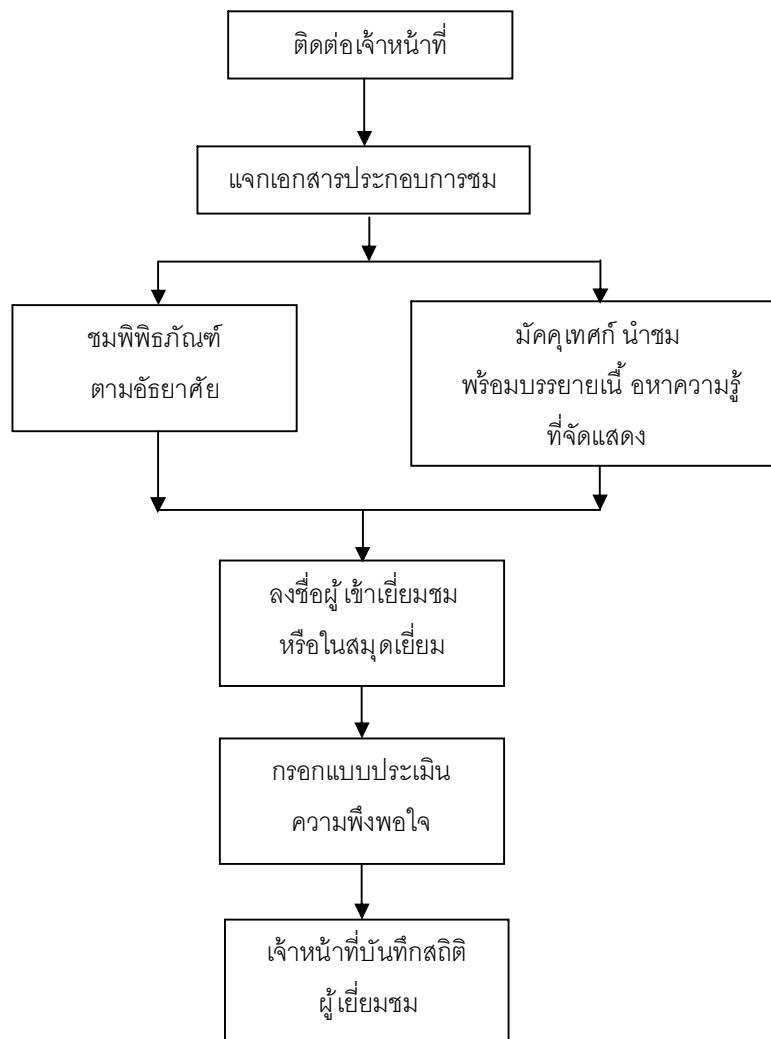 ติดต่อเจ้าหน้าที่
แจกเอกสารประกอบการชม
ชมพิพิธภัณฑ์
ตามอัธยาศัย
มัคคุเทศก์ นำชม
พร้อมบรรยายเนื้ อหาความรู้
ที่จัดแสดง
ลงชื่อผู้ เข้าเยี่ยมชม
หรือในสมุดเยี่ยม
กรอกแบบประเมิน
ความพึงพอใจ
เจ้าหน้าที่บันทึกสถิติ
ผู้ เยี่ยมชม